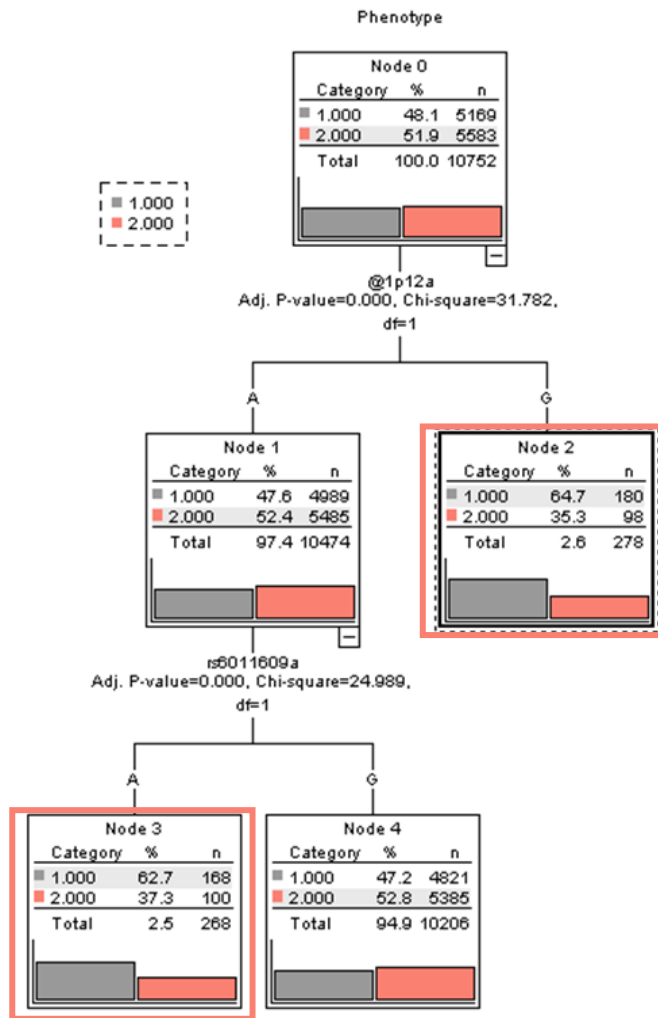 Phenotype
Node 0
Category % n
1.000 48.1 5169
2.000 51.9 5583
Total 100.0 10752
1.000
2.000
@1p12a
Adj. P-value=0.000, Chi-square=31.782,
df=1
A
G
Node 1
Category % n
1.000 47.6 4989
2.000 52.4 5485
Total 97.4 10474
Node 2
Category % n
1.000 64.7 180
2.000 35.3 98
Total 2.6 278
rs6011609a
Adj. P-value=0.000, Chi-square=24.989,
df=1
A
G
Node 3
Category % n
1.000 62.7 168
2.000 37.3 100
Total 2.5 268
Node 4
Category % n
1.000 47.2 4821
2.000 52.8 5385
Total 94.9 10206